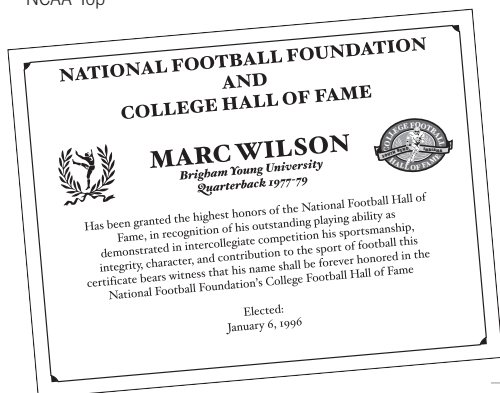 NCAA Top
NATIONAL FOOTBALL FOUNDATION
AND
COLLEGE HALL OF FAME
MARC WILSON
Brigham Young University
Quarterback 1977-79
COLLEGE FOOTBALL
HALL OF FAME
Has been granted the highest honors of the National Football Hall of
Fame, in recognition of his outstanding playing ability as
demonstrated in intercollegiate competition his sportsmanship,
integrity, character, and contribution to the sport of football this
certificate bears witness that his name shall be forever honored in the
National Football Foundation's College Football Hall of Fame
Elected:
January 6, 1996